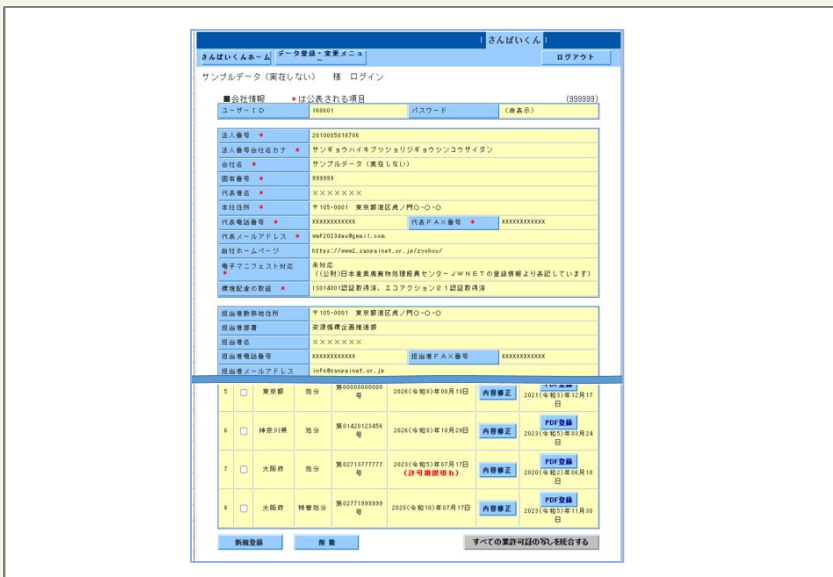 さんぱいくん
さんぱいくんホーム データ登録・変更メニュー ログアウト
サンプルデータ（実在しない） 様 ログイン
■会社情報 *は公表される項目 (999999)
ユーザーＩＤ 168601 パスワード (非表示)
法人番号 * 2010005018786
法人番号会社名カナ * サンギョウハイキブツショリジギョウシンコウザイダン
会社名 * サンプルデータ（実在しない）
固有番号 * 999999
代表者名 * ×××××××
本社住所 * 〒105-0001 東京都港区虎ノ門○-○-○
代表電話番号 * XXXXXXXXXXXX 代表ＦＡＸ番号 * XXXXXXXXXXXX
代表メールアドレス * wmf2023dev@gmail.com
自社ホームページ https://www2.sanpainet.or.jp/zyohou/
電子マニフェスト対応 * 未対応
((公財)日本産業廃棄物処理振興センターＪＷＮＥＴの登録情報より表記しています)
環境配慮の取組 * ISO14001認証取得済、エコアクション２１認証取得済
担当者勤務地住所 〒105-0001 東京都港区虎ノ門○-○-○
担当者部署 資源循環企画推進部
担当者名 ×××××××
担当者電話番号 XXXXXXXXXXXX 担当者ＦＡＸ番号 XXXXXXXXXXXX
担当者メールアドレス info@sanpainet.or.jp
5 東京都 処分 第00000000000号 内容修正 2021(令和3)年12月17日
6 神奈川県 処分 第01420123456号 2026(令和8)年10月28日 内容修正 PDF登録 2023(令和5)年03月24日
7 大阪府 処分 第02713777777号 2023(令和5)年07月17日 (許可期限切れ) 内容修正 PDF登録 2020(令和2)年06月18日
8 大阪府 特管処分 第02771999999号 2028(令和10)年07月17日 内容修正 PDF登録 2023(令和5)年11月30日
新規登録 削 除 すべての業許可証の写しを統合する